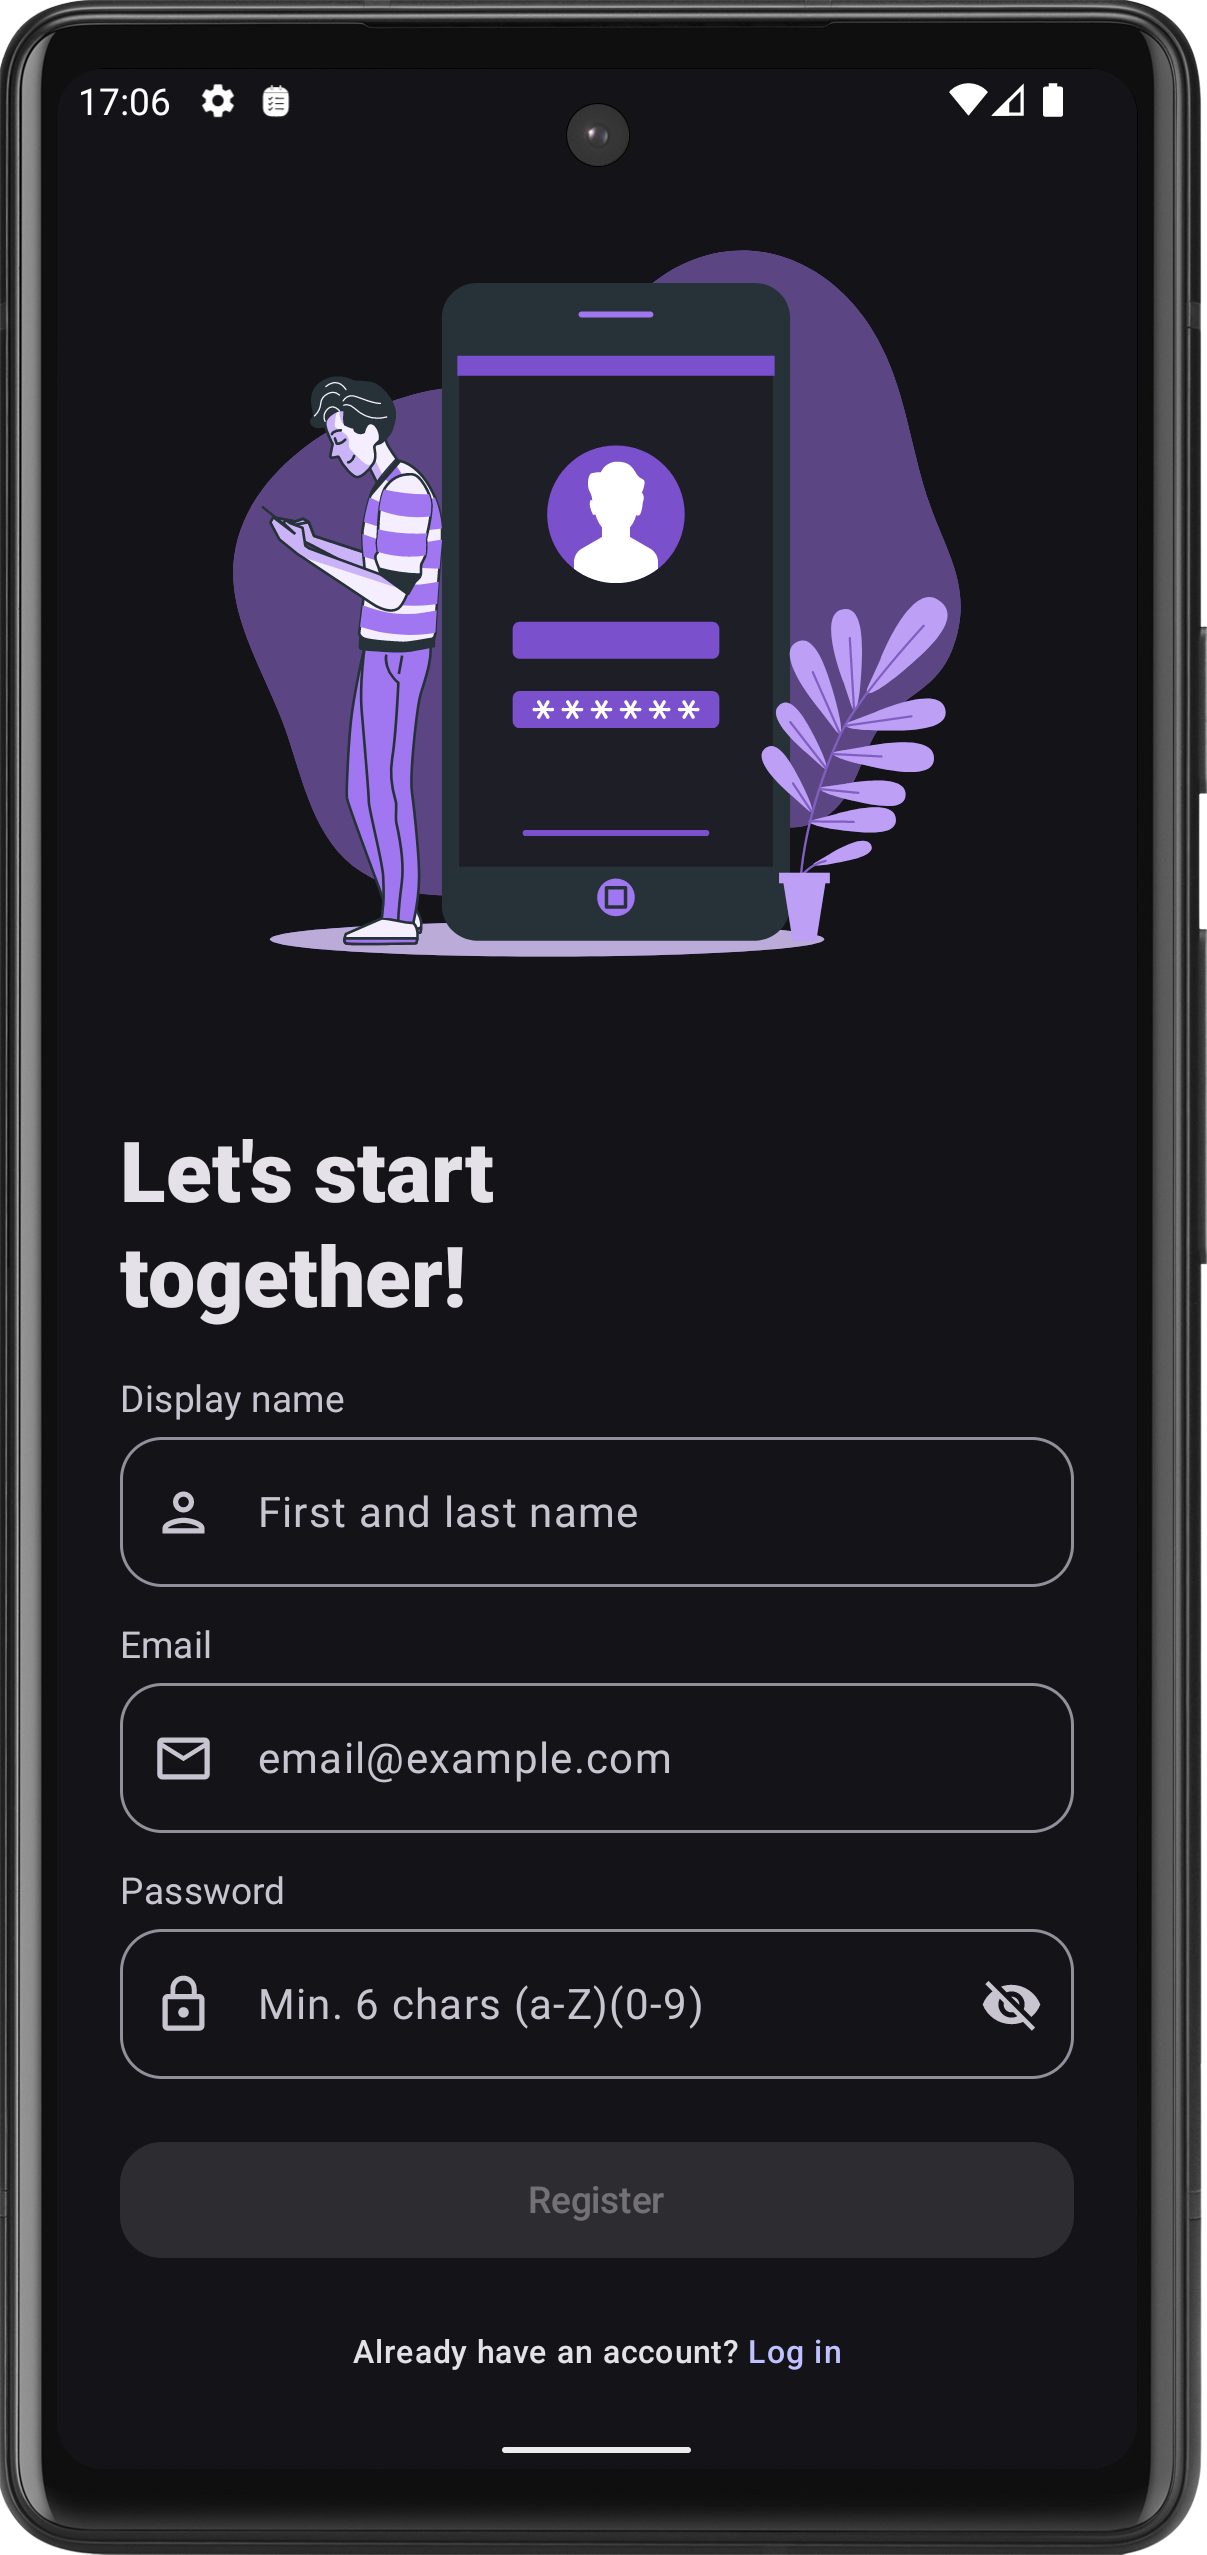 17:06
******
Let's start
together!
Display name
First and last name
Email
email@example.com
Password
Min. 6 chars (a-Z)(0-9)
Register
Already have an account? Log in